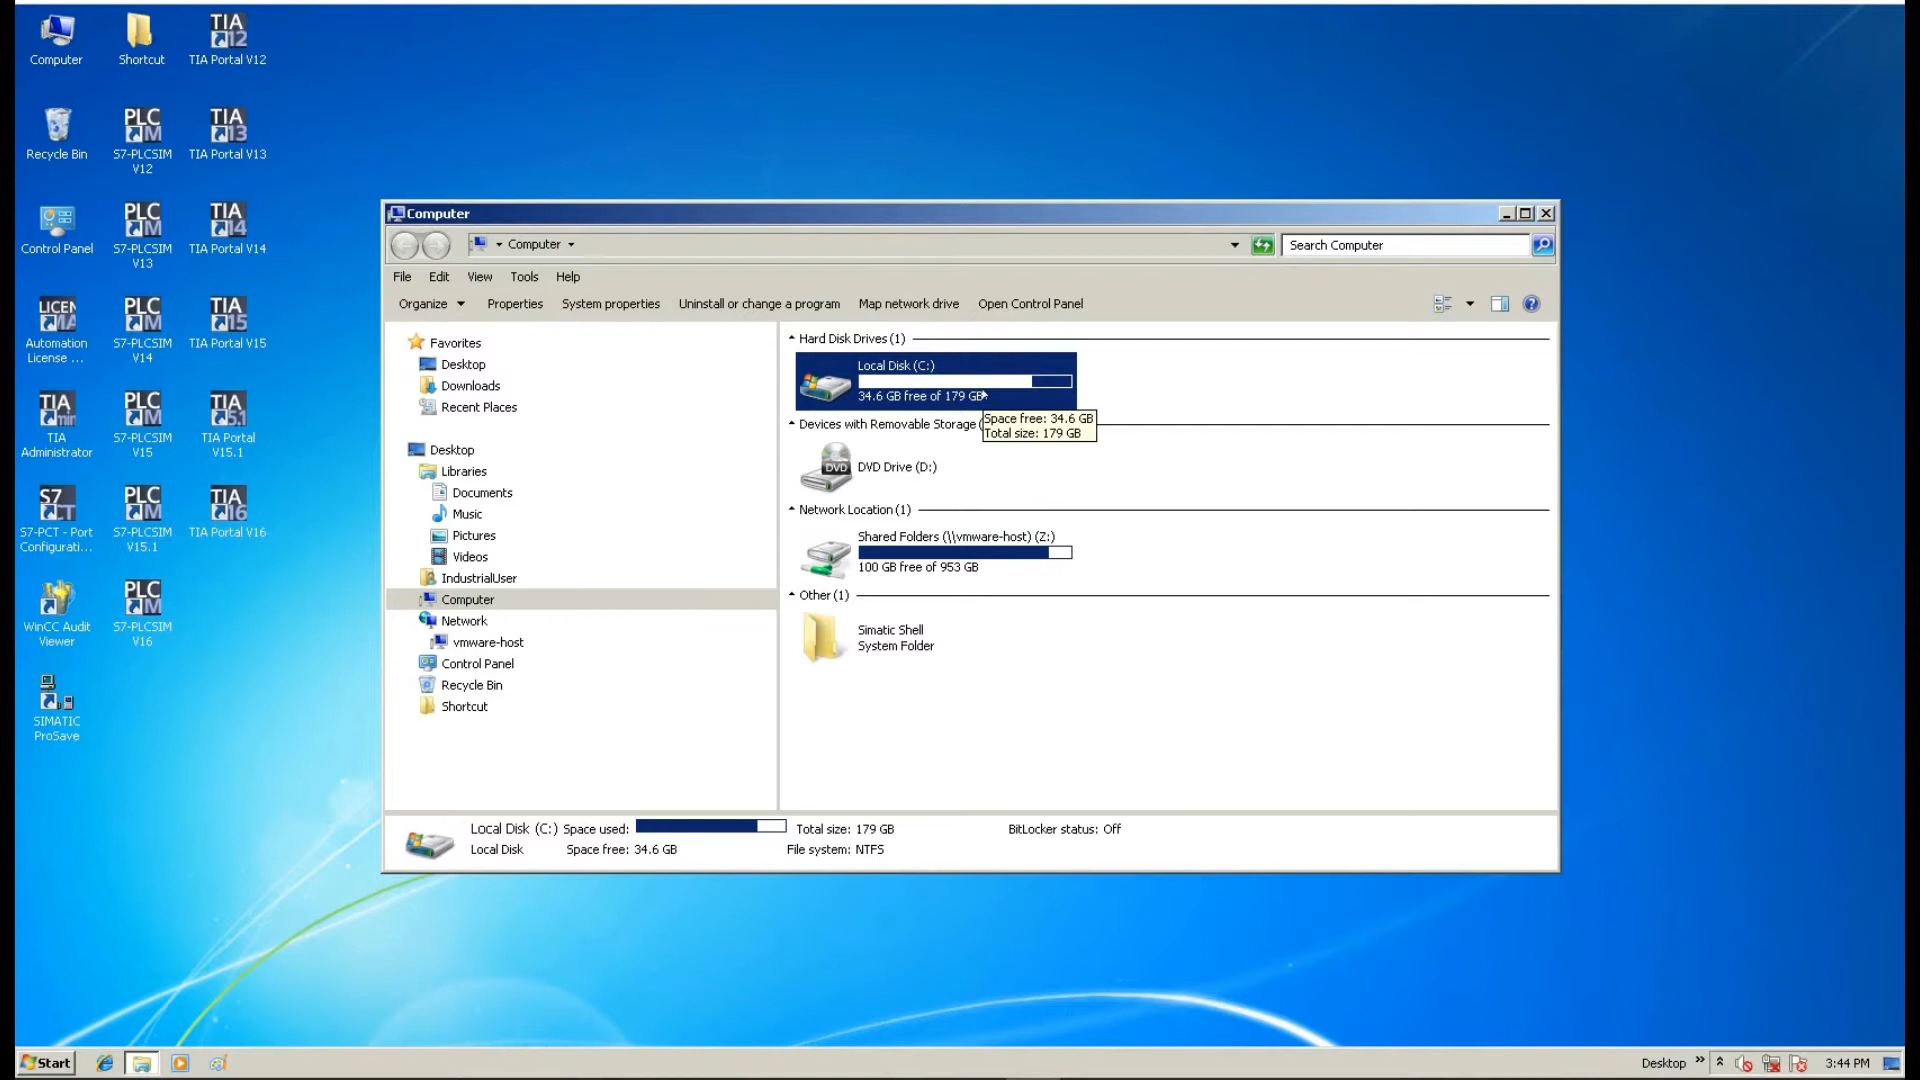 Computer
Shortcut
TIA Portal V12
Recycle Bin
S7-PLCSIM
V12
TIA Portal V13
Control Panel
S7-PLCSIM
V13
TIA Portal V14
Automation
License ...
S7-PLCSIM
V14
TIA Portal V15
TIA
Administrator
S7-PLCSIM
V15
TIA Portal
V15.1
S7-PCT - Port
Configurati...
S7-PLCSIM
V15.1
TIA Portal V16
WinCC Audit
Viewer
S7-PLCSIM
V16
SIMATIC
ProSave
Computer
Computer
Search Computer
File Edit View Tools Help
Organize Properties System properties Uninstall or change a program Map network drive Open Control Panel
Favorites
Desktop
Downloads
Recent Places
Desktop
Libraries
Documents
Music
Pictures
Videos
IndustrialUser
Computer
Network
vmware-host
Control Panel
Recycle Bin
Shortcut
Hard Disk Drives (1)
Local Disk (C:)
34.6 GB free of 179 GB
Space free: 34.6 GB
Total size: 179 GB
Devices with Removable Storage (
DVD
DVD Drive (D:)
Network Location (1)
Shared Folders (\\vmware-host) (Z:)
100 GB free of 953 GB
Other (1)
Simatic Shell
System Folder
Local Disk (C:) Space used: Total size: 179 GB BitLocker status: Off
Local Disk Space free: 34.6 GB File system: NTFS
Start
Desktop
3:44 PM